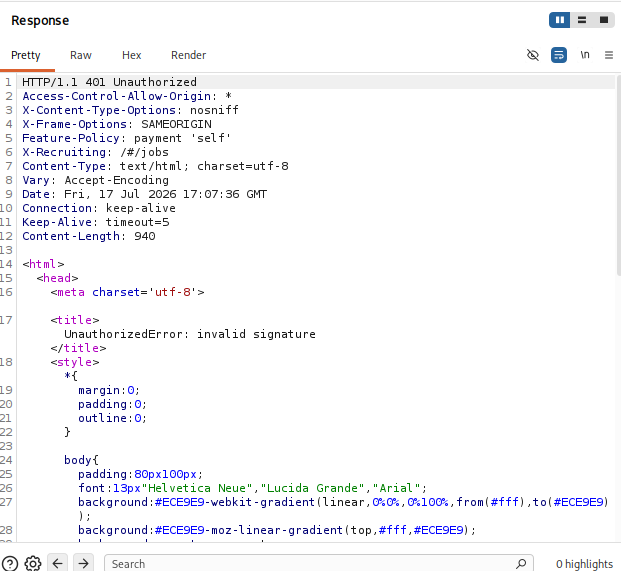 Response
Pretty Raw Hex Render \n
1 HTTP/1.1 401 Unauthorized
2 Access-Control-Allow-Origin: *
3 X-Content-Type-Options: nosniff
4 X-Frame-Options: SAMEORIGIN
5 Feature-Policy: payment 'self'
6 X-Recruiting: /#/jobs
7 Content-Type: text/html; charset=utf-8
8 Vary: Accept-Encoding
9 Date: Fri, 17 Jul 2026 17:07:36 GMT
10 Connection: keep-alive
11 Keep-Alive: timeout=5
12 Content-Length: 940
13
14 <html>
15 <head>
16 <meta charset='utf-8'>
17 <title>
UnauthorizedError: invalid signature
</title>
18 <style>
*{
19 margin:0;
20 padding:0;
21 outline:0;
22 }
23
24 body{
25 padding:80px100px;
26 font:13px"Helvetica Neue","Lucida Grande","Arial";
27 background:#ECE9E9-webkit-gradient(linear,0%0%,0%100%,from(#fff),to(#ECE9E9)
);
28 background:#ECE9E9-moz-linear-gradient(top,#fff,#ECE9E9);
Search 0 highlights